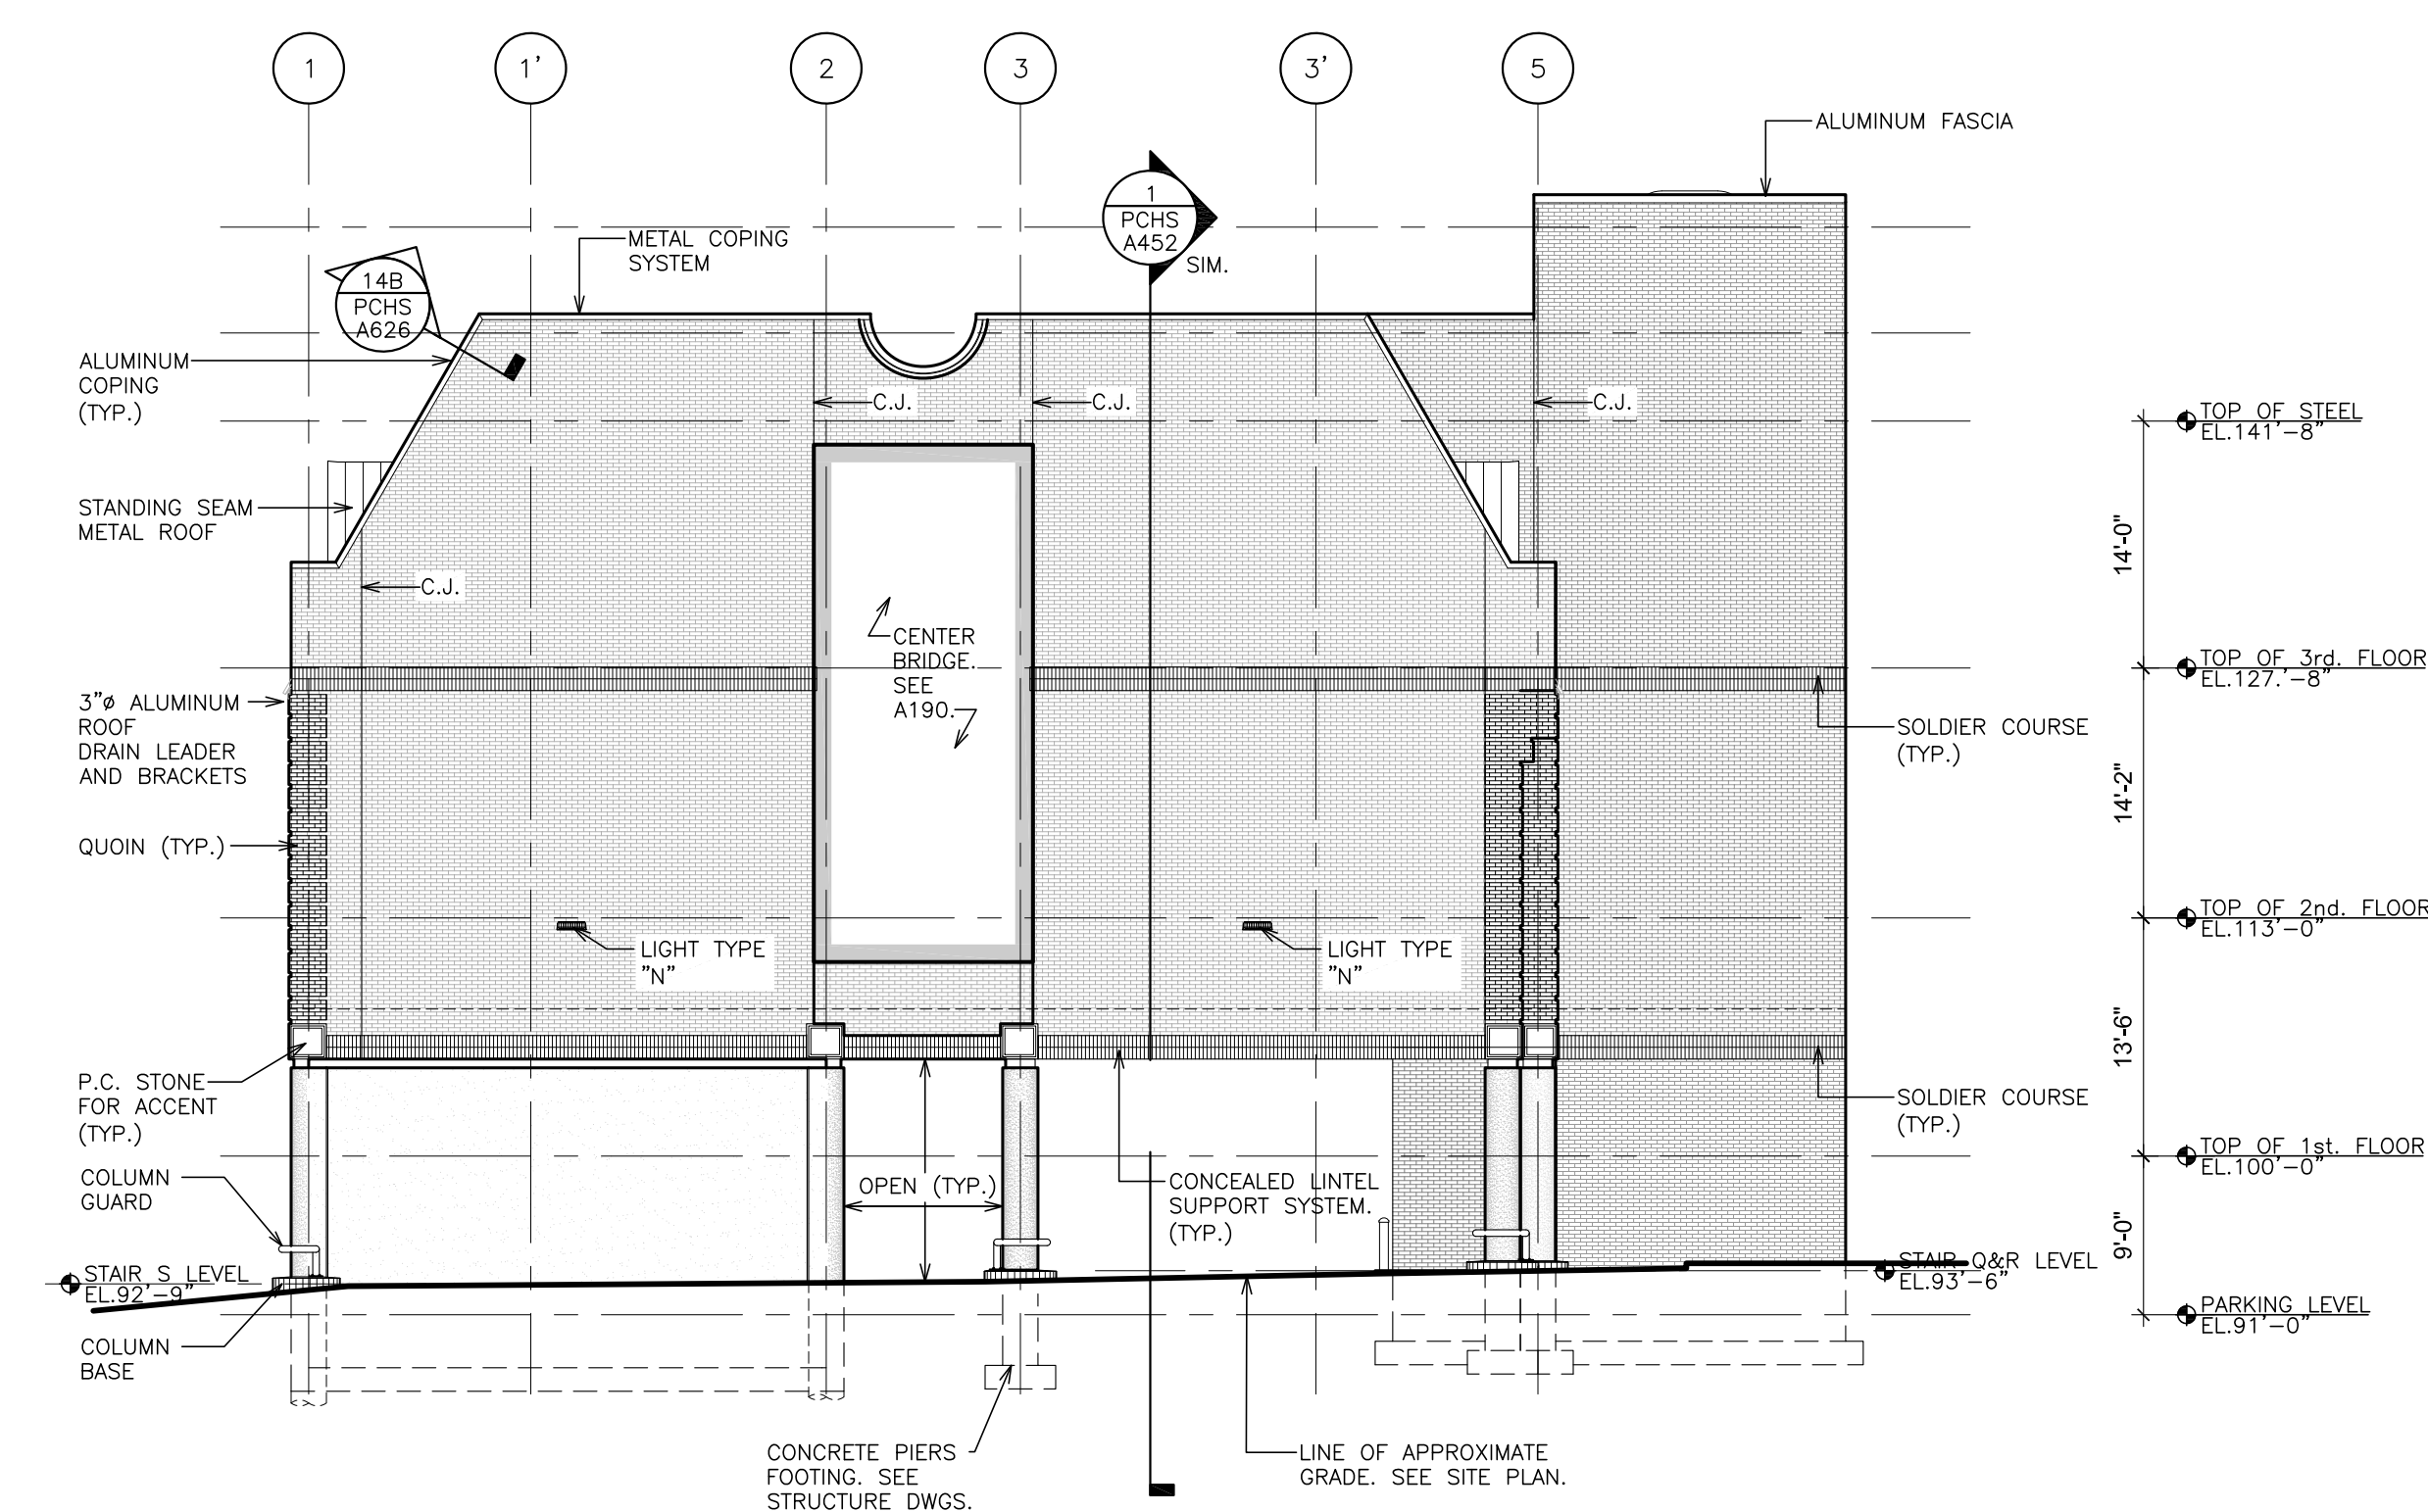 1
1'
2
3
3'
5
ALUMINUM FASCIA
1
PCHS
A452
SIM.
METAL COPING
SYSTEM
14B
PCHS
A626
ALUMINUM
COPING
(TYP.)
C.J.
C.J.
C.J.
TOP OF STEEL
EL.141'-8"
STANDING SEAM
METAL ROOF
14'-0"
C.J.
CENTER
BRIDGE.
SEE
A190.
TOP OF 3rd. FLOOR
EL.127.'-8"
3"ø ALUMINUM
ROOF
DRAIN LEADER
AND BRACKETS
SOLDIER COURSE
(TYP.)
14'-2"
QUOIN (TYP.)
TOP OF 2nd. FLOOR
EL.113'-0"
LIGHT TYPE
"N"
LIGHT TYPE
"N"
13'-6"
P.C. STONE
FOR ACCENT
(TYP.)
SOLDIER COURSE
(TYP.)
TOP OF 1st. FLOOR
EL.100'-0"
COLUMN
GUARD
OPEN (TYP.)
CONCEALED LINTEL
SUPPORT SYSTEM.
(TYP.)
9'-0"
STAIR S LEVEL
EL.92'-9"
STAIR Q&R LEVEL
EL.93'-6"
PARKING LEVEL
EL.91'-0"
COLUMN
BASE
CONCRETE PIERS
FOOTING. SEE
STRUCTURE DWGS.
LINE OF APPROXIMATE
GRADE. SEE SITE PLAN.